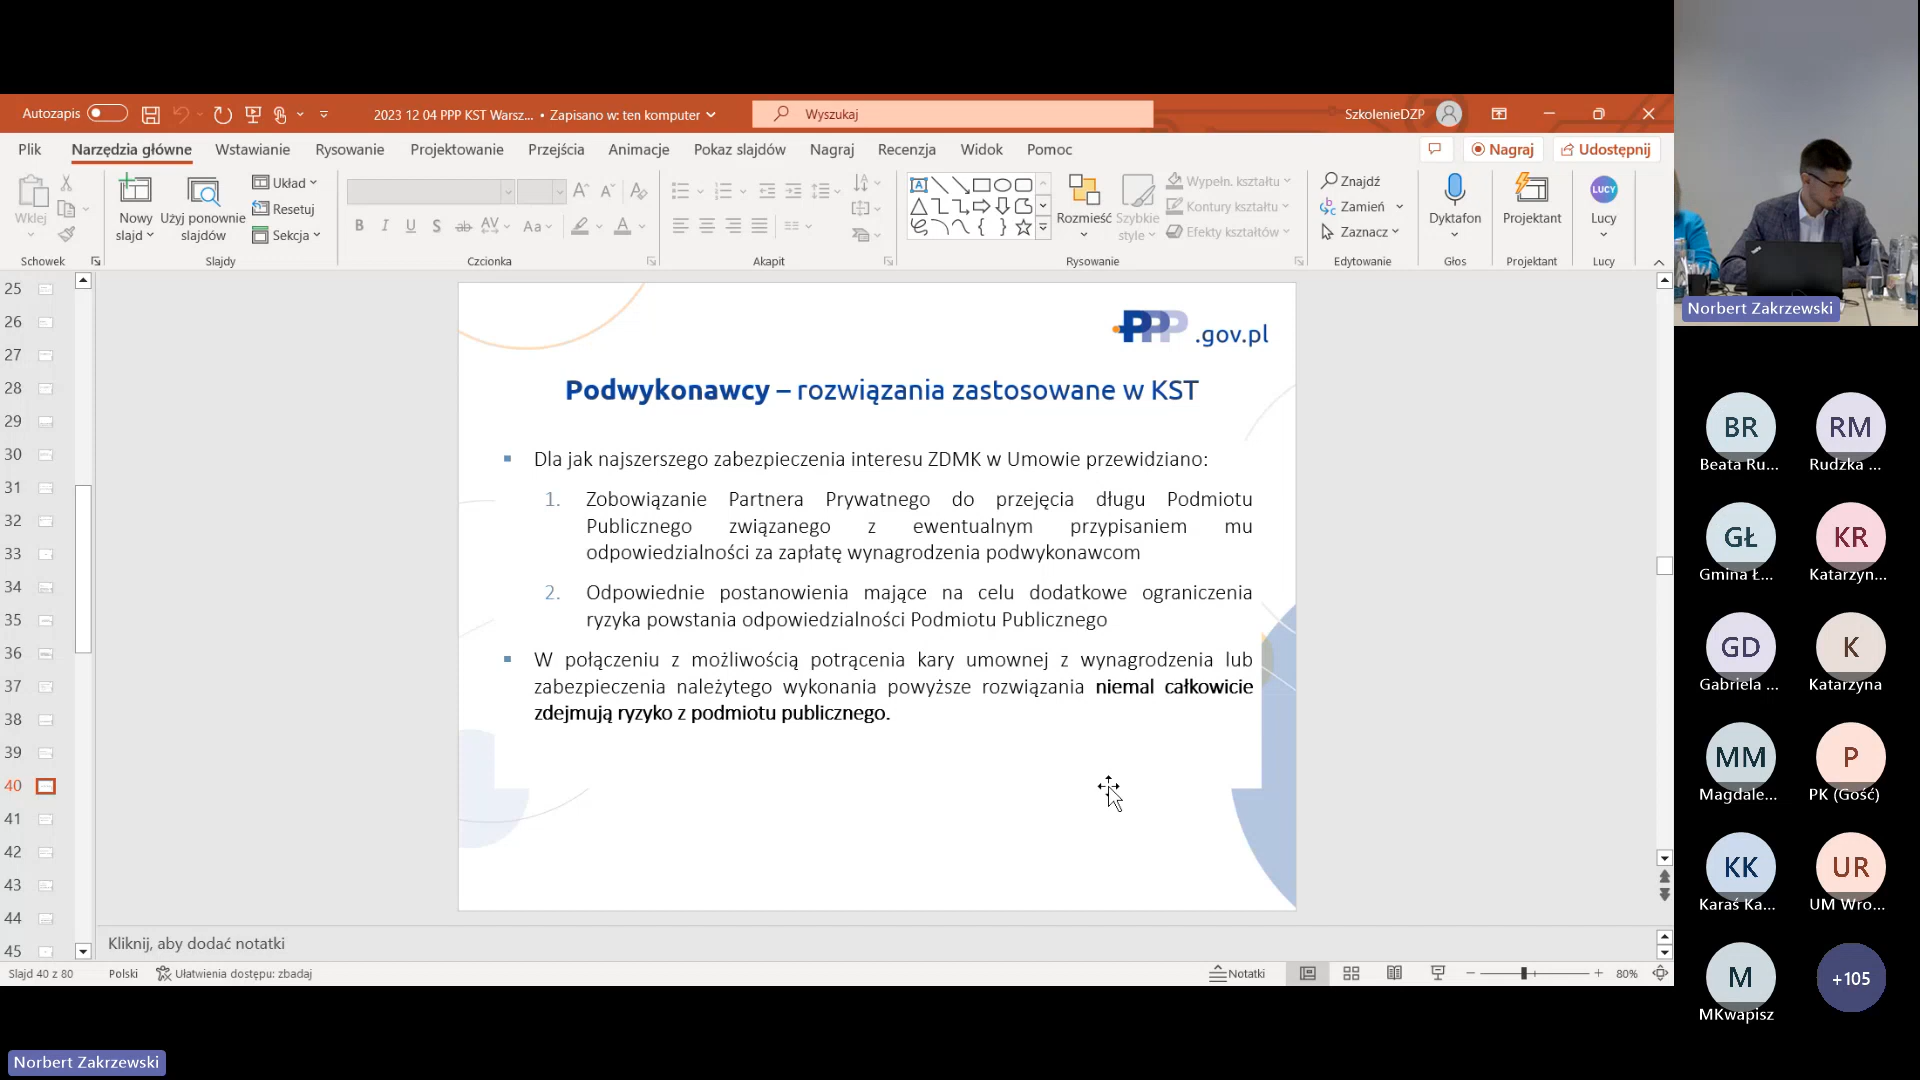 Autozapis
2023 12 04 PPP KST Warsz... • Zapisano w: ten komputer
Wyszukaj
SzkolenieDZP
Plik
Narzędzia główne
Wstawianie
Rysowanie
Projektowanie
Przejścia
Animacje
Pokaz slajdów
Nagraj
Recenzja
Widok
Pomoc
Nagraj
Udostępnij
Wklej
Nowy
slajd
Użyj ponownie
slajdów
Układ
Resetuj
Sekcja
Rozmieść
Szybkie
style
Wypełn. kształtu
Kontury kształtu
Efekty kształtów
Znajdź
Zamień
Zaznacz
Dyktafon
Projektant
LUCY
Lucy
Schowek
Slajdy
Czcionka
Akapit
Rysowanie
Edytowanie
Głos
Projektant
Lucy
25
26
27
28
29
30
31
32
33
34
35
36
37
38
39
40
41
42
43
44
45
PPP.gov.pl
Podwykonawcy – rozwiązania zastosowane w KST
▪ Dla jak najszerszego zabezpieczenia interesu ZDMK w Umowie przewidziano:
1. Zobowiązanie Partnera Prywatnego do przejęcia długu Podmiotu
Publicznego związanego z ewentualnym przypisaniem mu
odpowiedzialności za zapłatę wynagrodzenia podwykonawcom
2. Odpowiednie postanowienia mające na celu dodatkowe ograniczenia
ryzyka powstania odpowiedzialności Podmiotu Publicznego
▪ W połączeniu z możliwością potrącenia kary umownej z wynagrodzenia lub
zabezpieczenia należytego wykonania powyższe rozwiązania niemal całkowicie
zdejmują ryzyko z podmiotu publicznego.
Kliknij, aby dodać notatki
Slajd 40 z 80
Polski
Ułatwienia dostępu: zbadaj
Notatki
80%
Norbert Zakrzewski
Norbert Zakrzewski
BR
Beata Ru...
RM
Rudzka ...
GŁ
Gmina Ł...
KR
Katarzyn...
GD
Gabriela ...
K
Katarzyna
MM
Magdale...
P
PK (Gość)
KK
Karaś Ka...
UR
UM Wro...
M
MKwapisz
+105